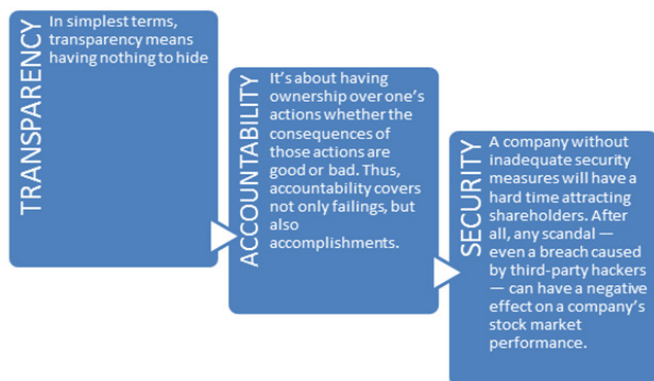 TRANSPARENCY
In simplest terms,
transparency means
having nothing to hide
ACCOUNTABILITY
It's about having
ownership over one's
actions whether the
consequences of
those actions are
good or bad. Thus,
accountability covers
not only failings, but
also
accomplishments.
SECURITY
A company without
inadequate security
measures will have a
hard time attracting
shareholders. After
all, any scandal —
even a breach caused
by third-party hackers
— can have a negative
effect on a company's
stock market
performance.